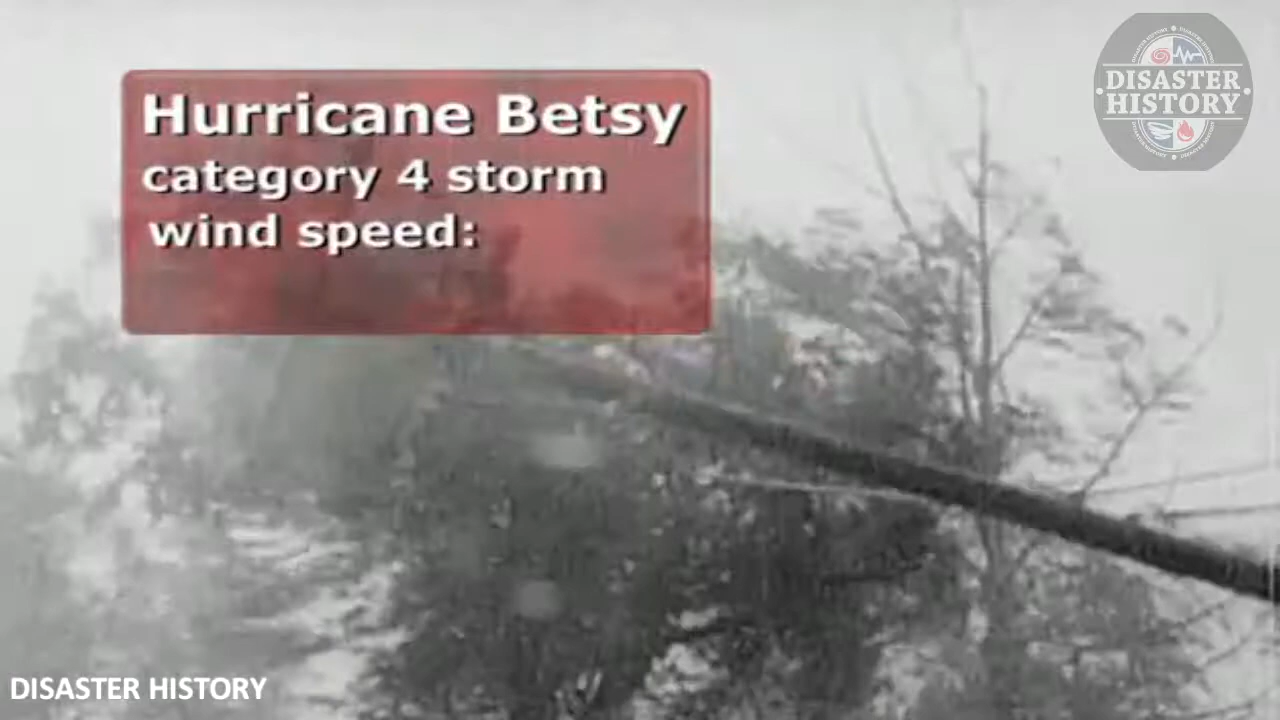 Hurricane Betsy
category 4 storm
wind speed:
DISASTER
HISTORY
DISASTER HISTORY